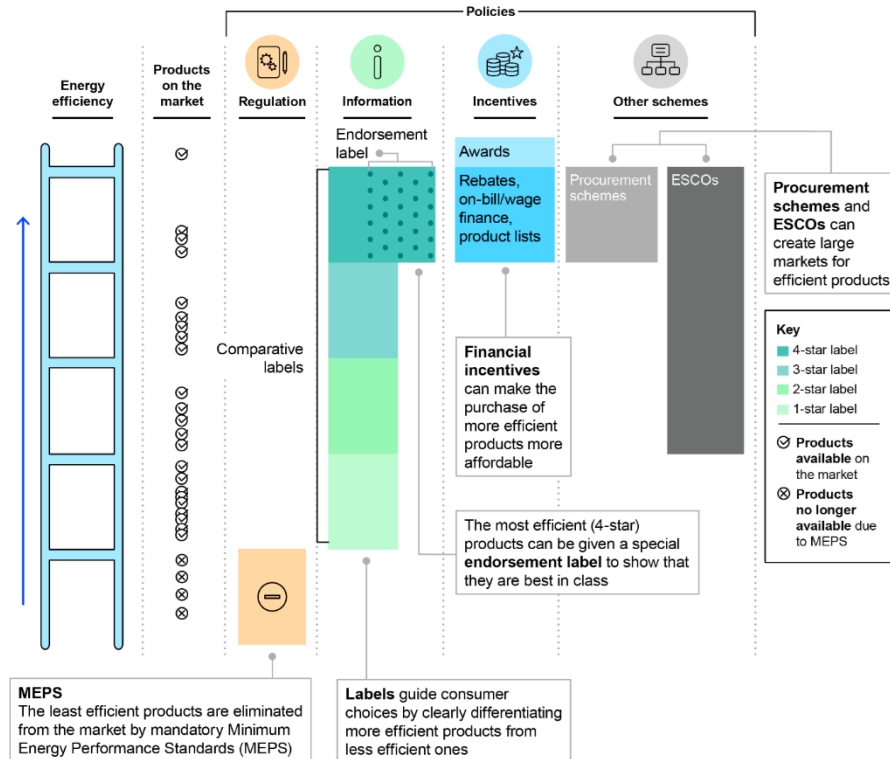 Policies
Energy
efficiency
Products
on the
market
Regulation
Information
Incentives
Other schemes
Endorsement
label
Awards
Rebates,
on-bill/wage
finance,
product lists
Procurement
schemes
ESCOs
Procurement
schemes and
ESCOs can
create large
markets for
efficient products
Comparative
labels
Financial
incentives
can make the
purchase of
more efficient
products more
affordable
Key
4-star label
3-star label
2-star label
1-star label
Products
available on
the market
Products
no longer
available due
to MEPS
The most efficient (4-star)
products can be given a special
endorsement label to show that
they are best in class
MEPS
The least efficient products are eliminated
from the market by mandatory Minimum
Energy Performance Standards (MEPS)
Labels guide consumer
choices by clearly differentiating
more efficient products from
less efficient ones